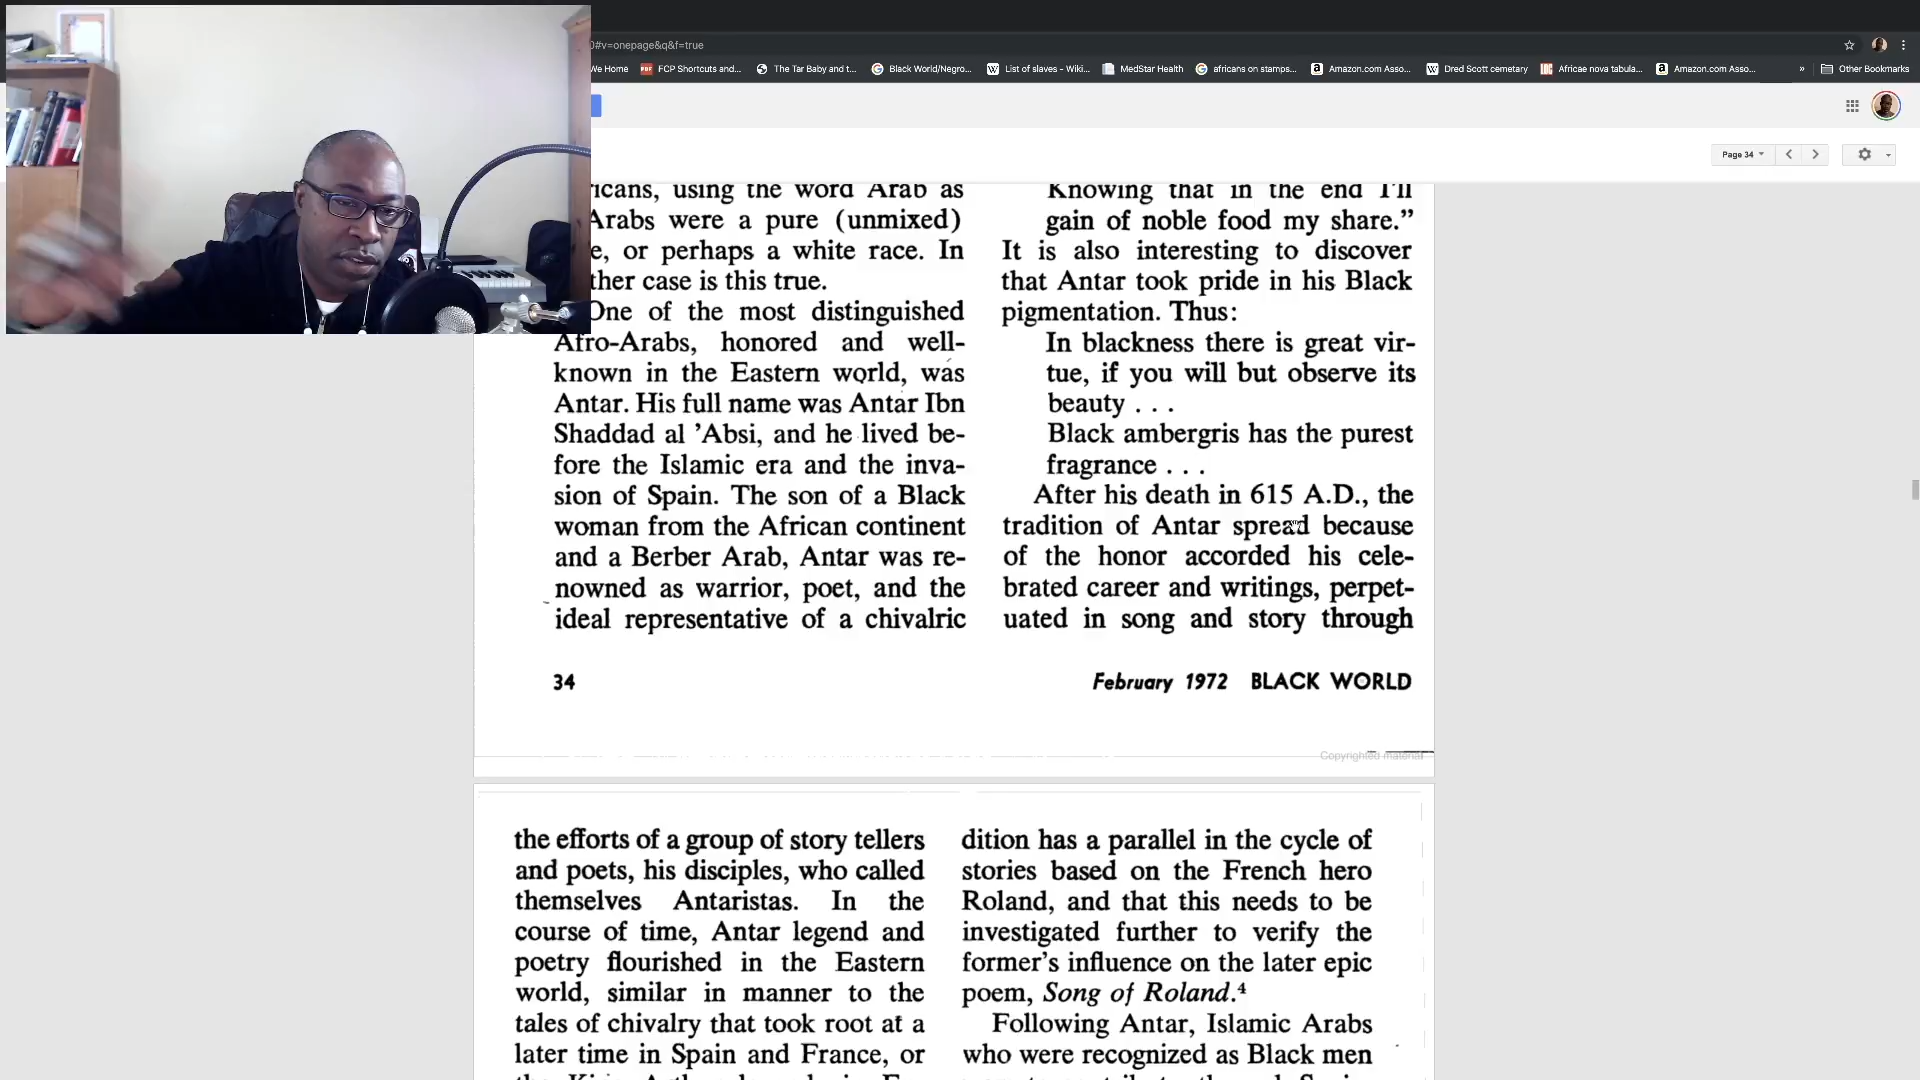 0#v=onepage&q&f=true
We Home
FCP Shortcuts and...
The Tar Baby and t...
Black World/Negro...
List of slaves - Wiki...
MedStar Health
africans on stamps...
Amazon.com Asso...
Dred Scott cemetary
Africae nova tabula...
Amazon.com Asso...
»
Other Bookmarks
Page 34
ricans, using the word Arab as
Arabs were a pure (unmixed)
e, or perhaps a white race. In
ther case is this true.
One of the most distinguished
Afro-Arabs, honored and well-
known in the Eastern world, was
Antar. His full name was Antar Ibn
Shaddad al 'Absi, and he lived be-
fore the Islamic era and the inva-
sion of Spain. The son of a Black
woman from the African continent
and a Berber Arab, Antar was re-
nowned as warrior, poet, and the
ideal representative of a chivalric
Knowing that in the end I'll
gain of noble food my share."
It is also interesting to discover
that Antar took pride in his Black
pigmentation. Thus:
In blackness there is great vir-
tue, if you will but observe its
beauty . . .
Black ambergris has the purest
fragrance . . .
After his death in 615 A.D., the
tradition of Antar spread because
of the honor accorded his cele-
brated career and writings, perpet-
uated in song and story through
34
February 1972 BLACK WORLD
Copyrighted material
the efforts of a group of story tellers
and poets, his disciples, who called
themselves Antaristas. In the
course of time, Antar legend and
poetry flourished in the Eastern
world, similar in manner to the
tales of chivalry that took root at a
later time in Spain and France, or
dition has a parallel in the cycle of
stories based on the French hero
Roland, and that this needs to be
investigated further to verify the
former's influence on the later epic
poem, Song of Roland.⁴
Following Antar, Islamic Arabs
who were recognized as Black men